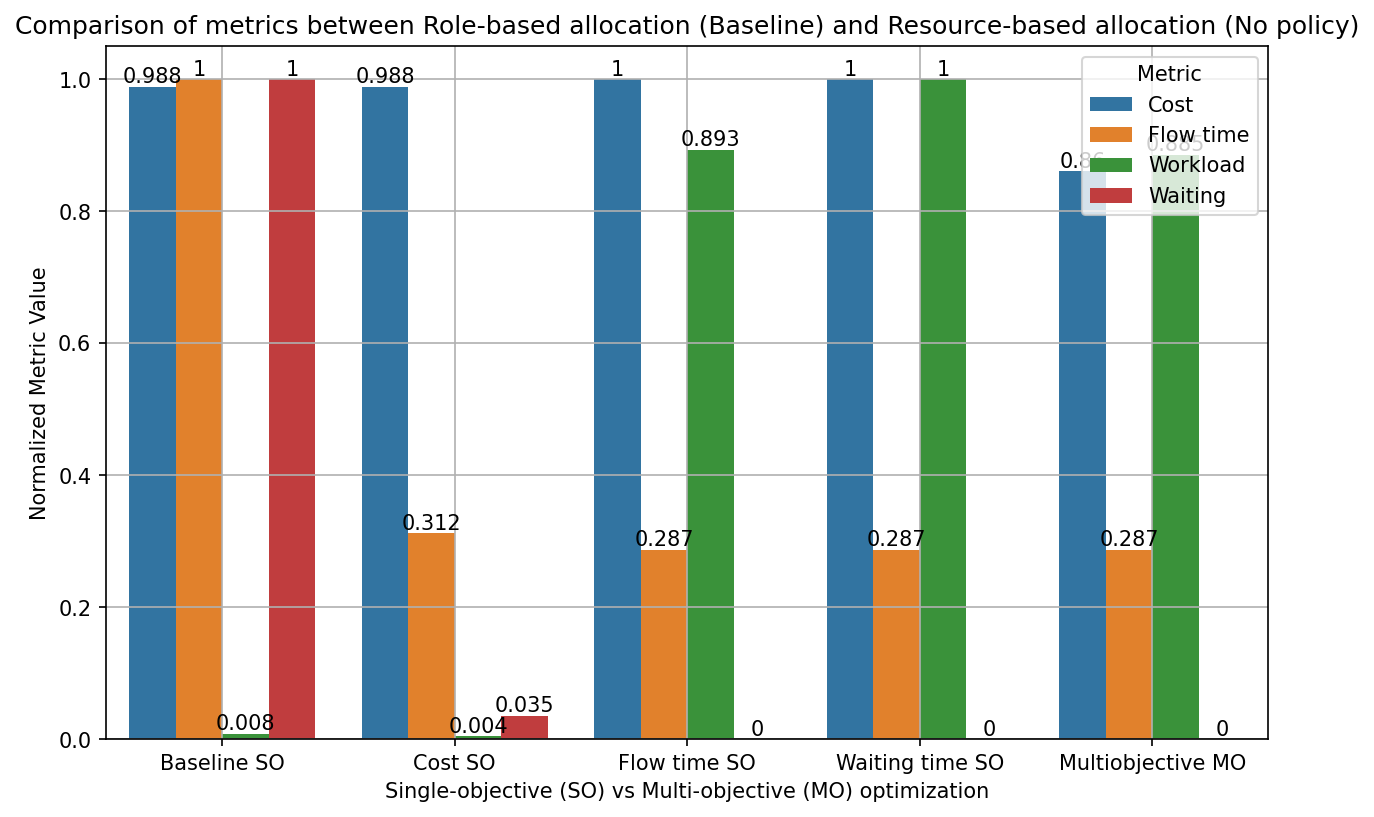 Comparison of metrics between Role-based allocation (Baseline) and Resource-based allocation (No policy)
Normalized Metric Value
1.0
0.8
0.6
0.4
0.2
0.0
0.988
1
0.008
1
0.988
0.312
0.004
0.035
1
0.287
0.893
0
1
0.287
1
0
0.287
0.885
0
Metric
Cost
Flow time
Workload
Waiting
Baseline SO
Cost SO
Flow time SO
Waiting time SO
Multiobjective MO
Single-objective (SO) vs Multi-objective (MO) optimization